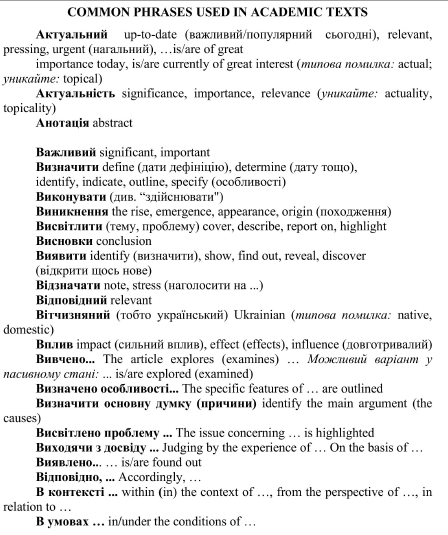 COMMON PHRASES USED IN ACADEMIC TEXTS
Актуальний up-to-date (важливий/популярний сьогодні), relevant,
pressing, urgent (нагальний), …is/are of great
importance today, is/are currently of great interest (типова помилка: actual;
уникайте: topical)
Актуальність significance, importance, relevance (уникайте: actuality,
topicality)
Анотація abstract
Важливий significant, important
Визначити define (дати дефініцію), determine (дату тощо),
identify, indicate, outline, specify (особливості)
Виконувати (див. “здійснювати")
Виникнення the rise, emergence, appearance, origin (походження)
Висвітлити (тему, проблему) cover, describe, report on, highlight
Висновки conclusion
Виявити identify (визначити), show, find out, reveal, discover
(відкрити щось нове)
Відзначати note, stress (наголосити на ...)
Відповідний relevant
Вітчизняний (тобто український) Ukrainian (типова помилка: native,
domestic)
Вплив impact (сильний вплив), effect (effects), influence (довготривалий)
Вивчено... The article explores (examines) … Можливий варіант у
пасивному стані: ... is/are explored (examined)
Визначено особливості... The specific features of … are outlined
Визначити основну думку (причини) identify the main argument (the
causes)
Висвітлено проблему ... The issue concerning … is highlighted
Виходячи з досвіду ... Judging by the experience of … On the basis of …
Виявлено... … is/are found out
Відповідно, ... Accordingly, …
В контексті ... within (in) the context of …, from the perspective of …, in
relation to …
В умовах … in/under the conditions of …